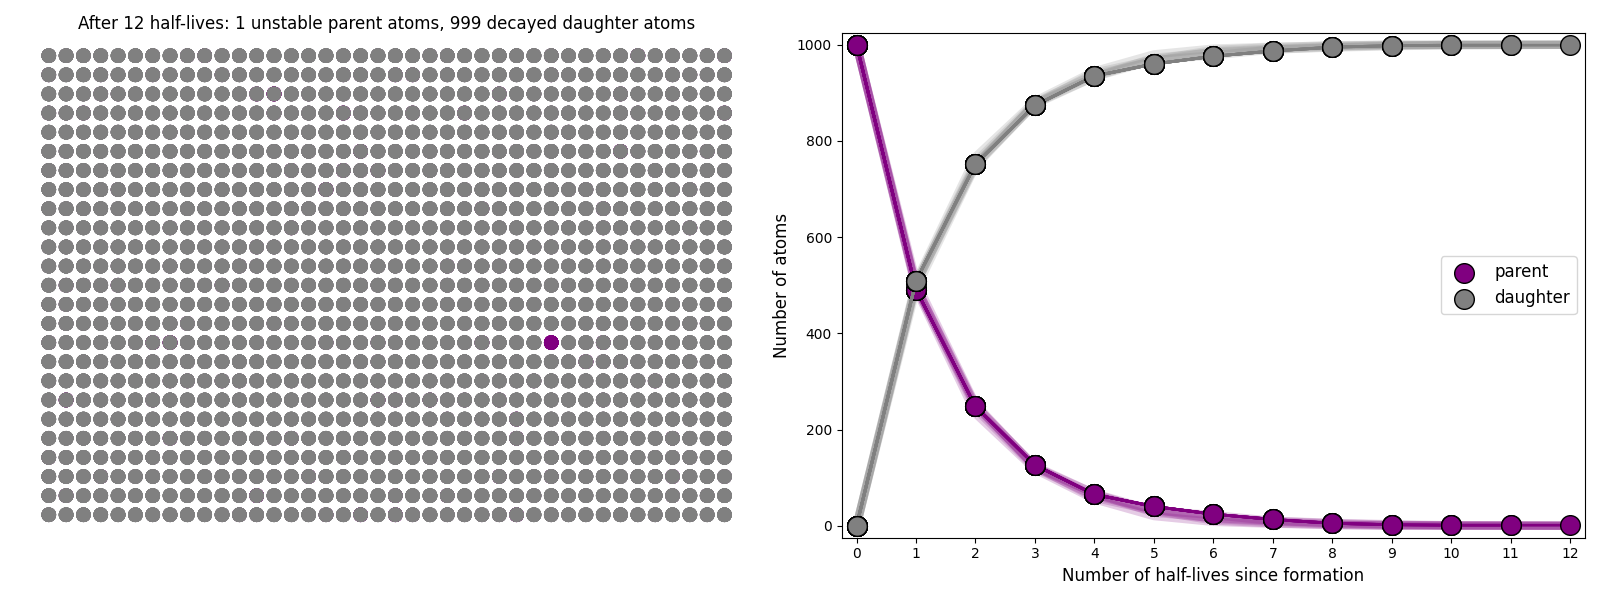 After 12 half-lives: 1 unstable parent atoms, 999 decayed daughter atoms
Number of atoms
1000
800
600
400
200
0
parent
daughter
0 1 2 3 4 5 6 7 8 9 10 11 12
Number of half-lives since formation